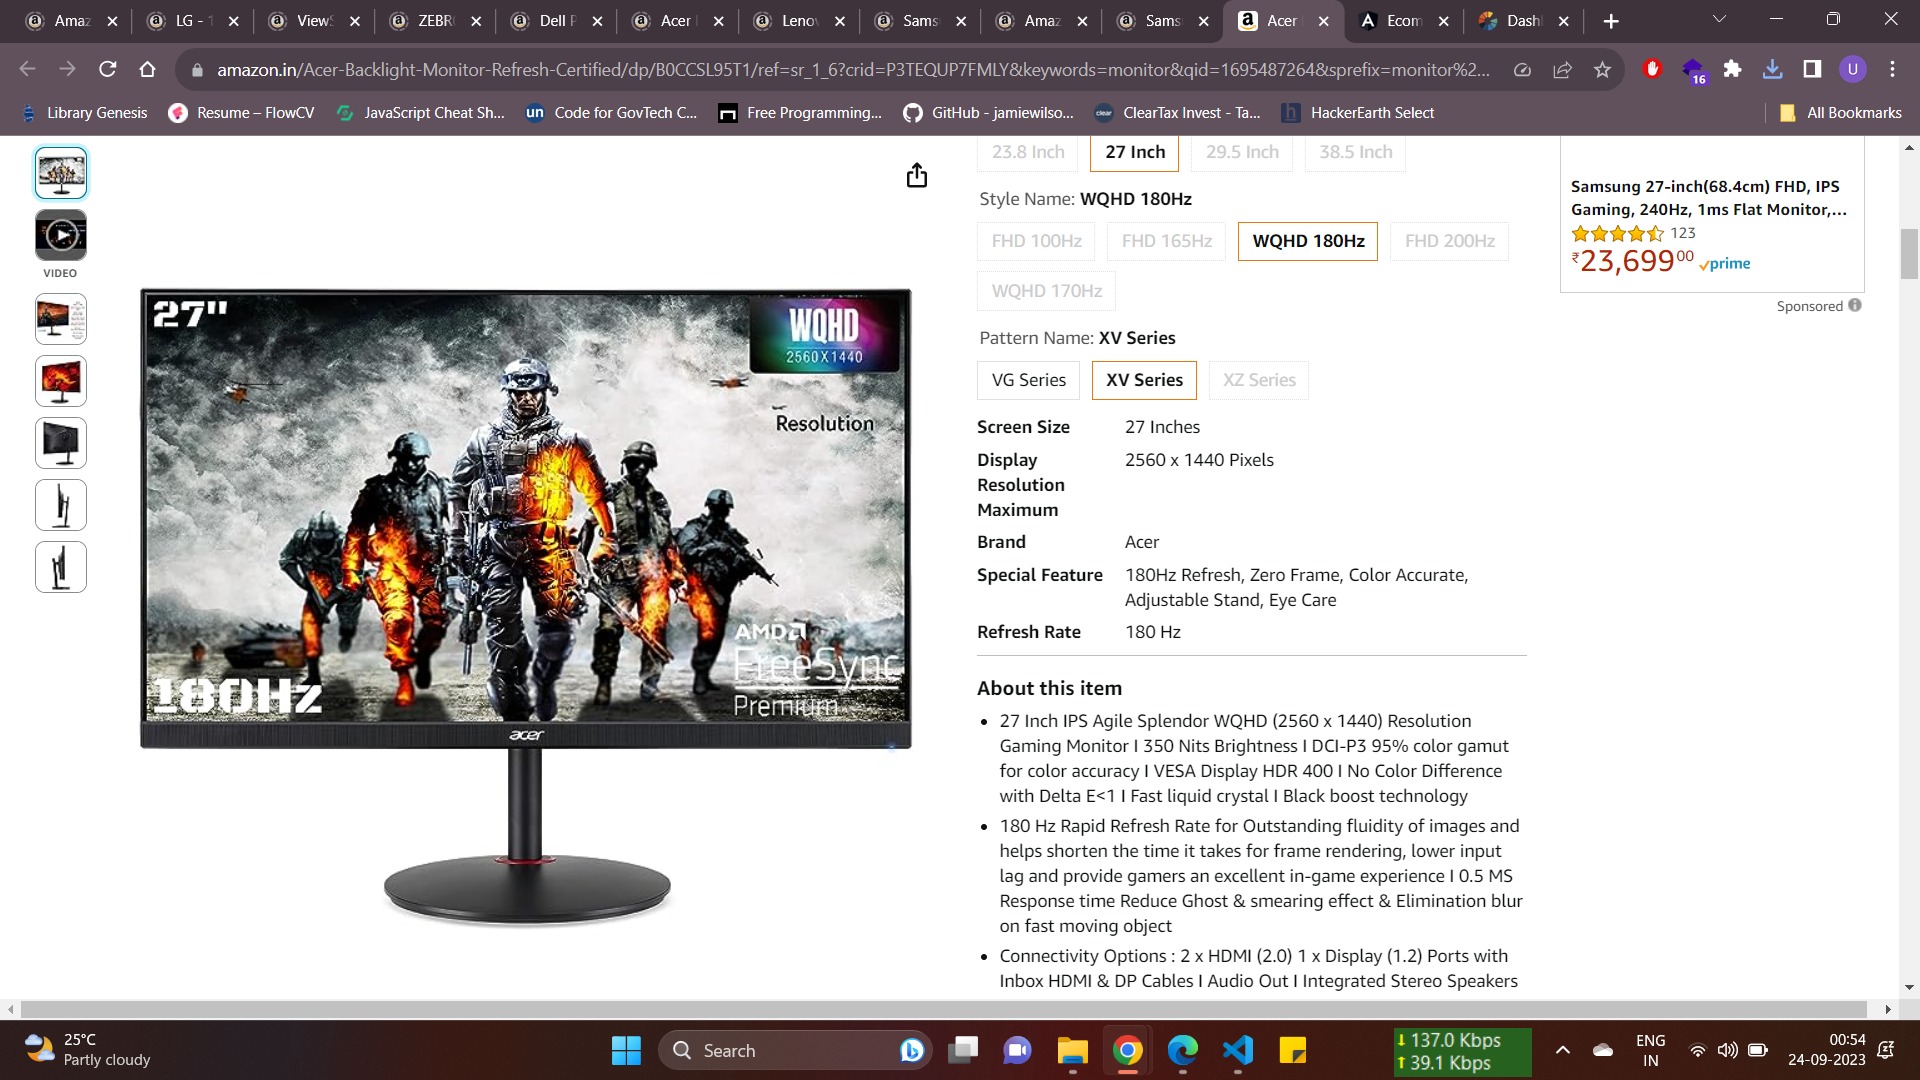 Amaz
LG - 1
View
ZEBR
Dell P
Acer
Leno
Sams
Amaz
Sams
Acer
Ecom
Dash
amazon.in/Acer-Backlight-Monitor-Refresh-Certified/dp/B0CCSL95T1/ref=sr_1_6?crid=P3TEQUP7FMLY&keywords=monitor&qid=1695487264&sprefix=monitor%2...
16
U
Library Genesis
Resume – FlowCV
JavaScript Cheat Sh...
un
Code for GovTech C...
Free Programming...
GitHub - jamiewilso...
clear
ClearTax Invest - Ta...
h
HackerEarth Select
All Bookmarks
VIDEO
27"
WQHD
2560X1440
Resolution
AMD
FreeSync
Premium
180Hz
acer
23.8 Inch
27 Inch
29.5 Inch
38.5 Inch
Style Name: WQHD 180Hz
FHD 100Hz
FHD 165Hz
WQHD 180Hz
FHD 200Hz
WQHD 170Hz
Pattern Name: XV Series
VG Series
XV Series
XZ Series
Screen Size 27 Inches
Display 2560 x 1440 Pixels
Resolution
Maximum
Brand Acer
Special Feature 180Hz Refresh, Zero Frame, Color Accurate,
Adjustable Stand, Eye Care
Refresh Rate 180 Hz
About this item
• 27 Inch IPS Agile Splendor WQHD (2560 x 1440) Resolution
Gaming Monitor I 350 Nits Brightness I DCI-P3 95% color gamut
for color accuracy I VESA Display HDR 400 I No Color Difference
with Delta E<1 I Fast liquid crystal I Black boost technology
• 180 Hz Rapid Refresh Rate for Outstanding fluidity of images and
helps shorten the time it takes for frame rendering, lower input
lag and provide gamers an excellent in-game experience I 0.5 MS
Response time Reduce Ghost & smearing effect & Elimination blur
on fast moving object
• Connectivity Options : 2 x HDMI (2.0) 1 x Display (1.2) Ports with
Inbox HDMI & DP Cables I Audio Out I Integrated Stereo Speakers
Samsung 27-inch(68.4cm) FHD, IPS
Gaming, 240Hz, 1ms Flat Monitor,...
123
₹23,699⁰⁰ prime
Sponsored
25°C
Partly cloudy
Search
137.0 Kbps
39.1 Kbps
ENG
IN
00:54
24-09-2023